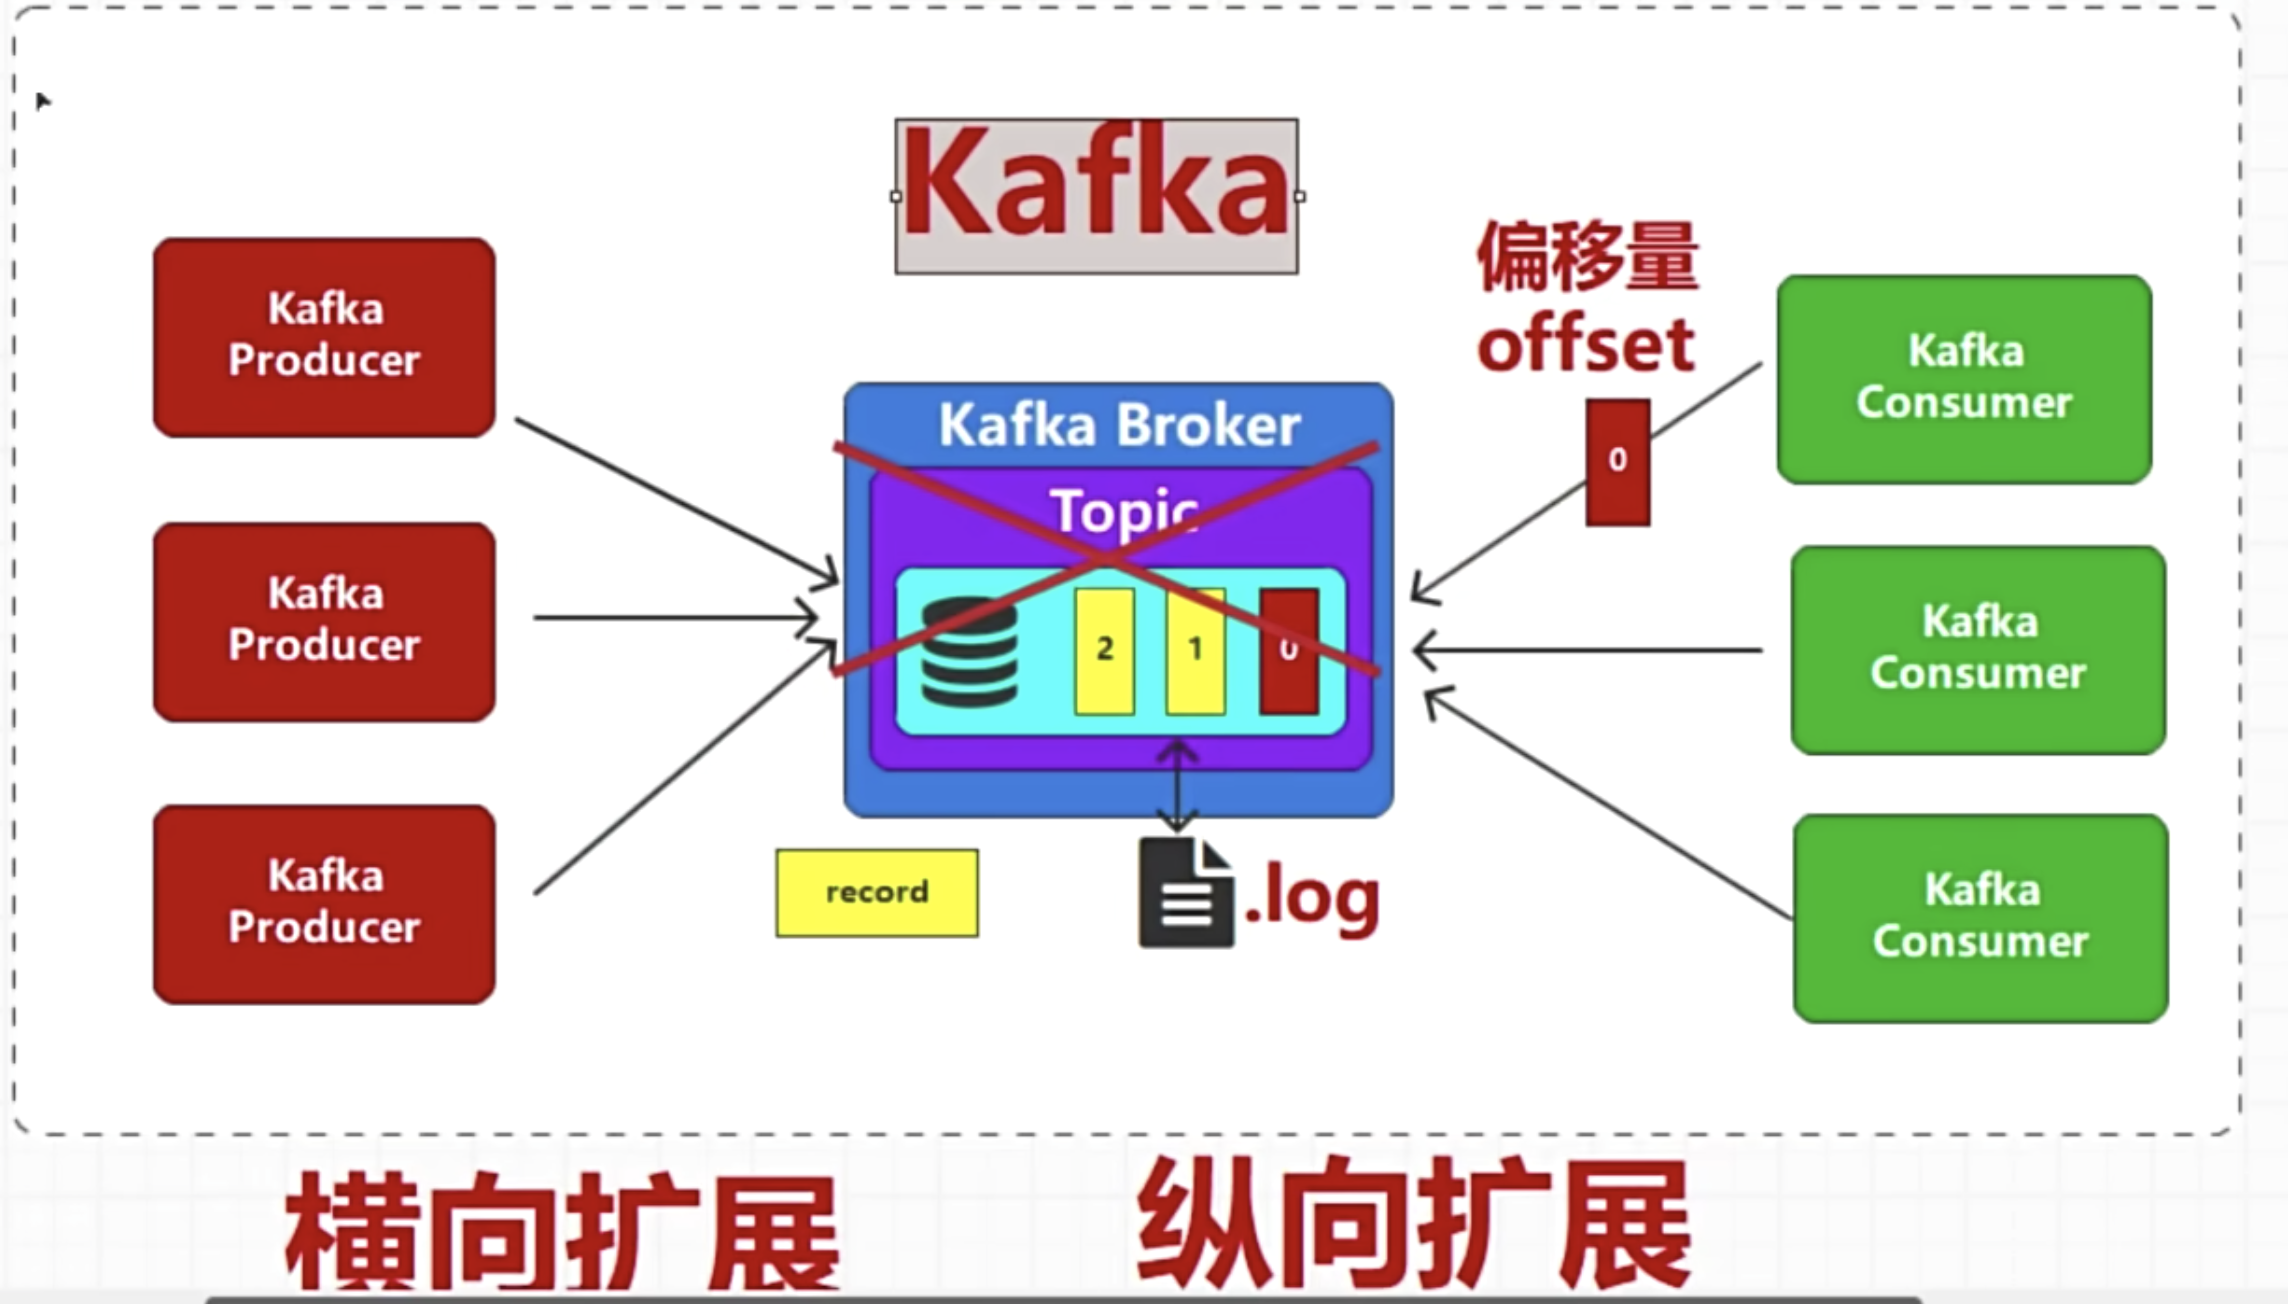 Kafka
偏移量
offset
Kafka
Producer
Kafka
Producer
Kafka
Producer
Kafka Broker
Topic
2
1
0
record
.log
0
Kafka
Consumer
Kafka
Consumer
Kafka
Consumer
横向扩展
纵向扩展